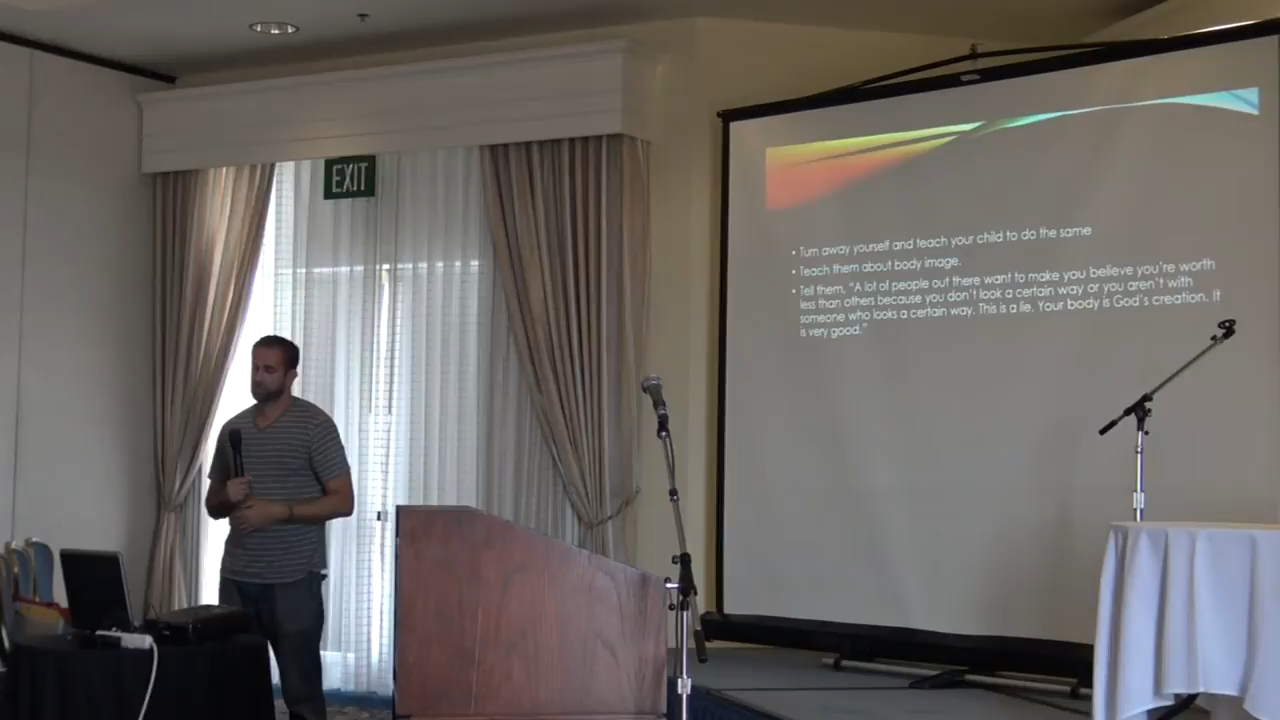 EXIT
• Turn away yourself and teach your child to do the same
• Teach them about body image.
• Tell them, “A lot of people out there want to make you believe you’re worth
less than others because you don’t look a certain way or you aren’t with
someone who looks a certain way. This is a lie. Your body is God’s creation. It
is very good.”